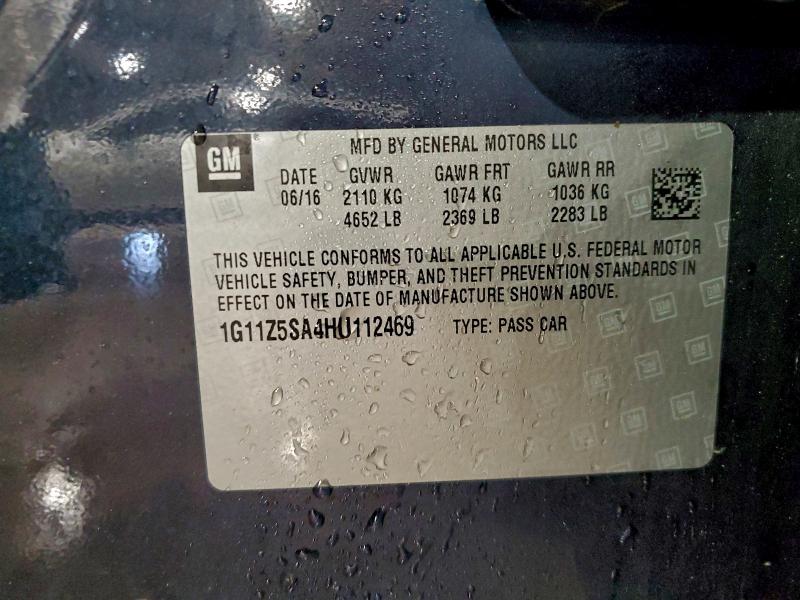 GM
MFD BY GENERAL MOTORS LLC
DATE GVWR GAWR FRT GAWR RR
06/16 2110 KG 1074 KG 1036 KG
4652 LB 2369 LB 2283 LB
THIS VEHICLE CONFORMS TO ALL APPLICABLE U.S. FEDERAL MOTOR
VEHICLE SAFETY, BUMPER, AND THEFT PREVENTION STANDARDS IN
EFFECT ON THE DATE OF MANUFACTURE SHOWN ABOVE.
1G11Z5SA4HU112469 TYPE: PASS CAR